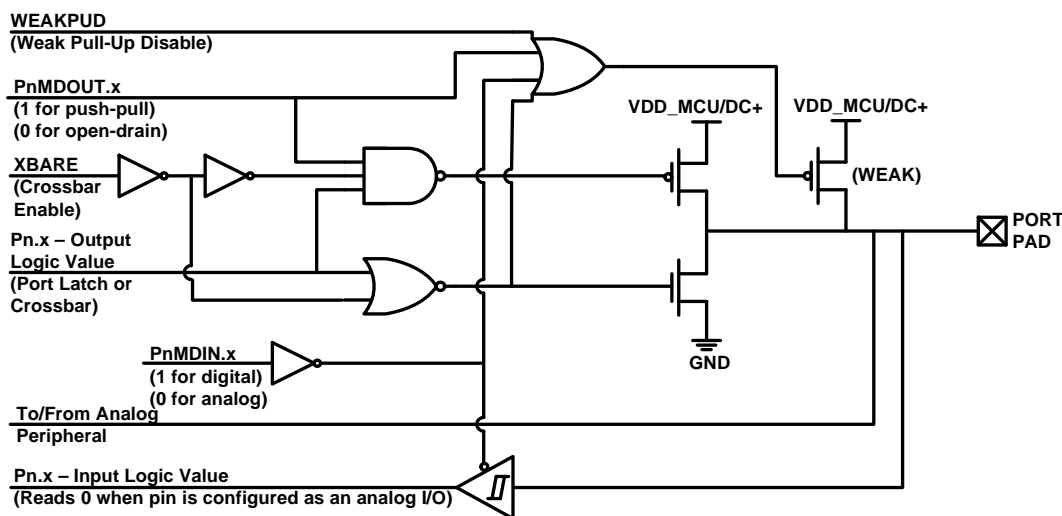 WEAKPUD
(Weak Pull-Up Disable)
PnMDOUT.x
(1 for push-pull)
(0 for open-drain)
XBARE
(Crossbar
Enable)
Pn.x – Output
Logic Value
(Port Latch or
Crossbar)
PnMDIN.x
(1 for digital)
(0 for analog)
To/From Analog
Peripheral
Pn.x – Input Logic Value
(Reads 0 when pin is configured as an analog I/O)
VDD_MCU/DC+
VDD_MCU/DC+
(WEAK)
GND
PORT
PAD